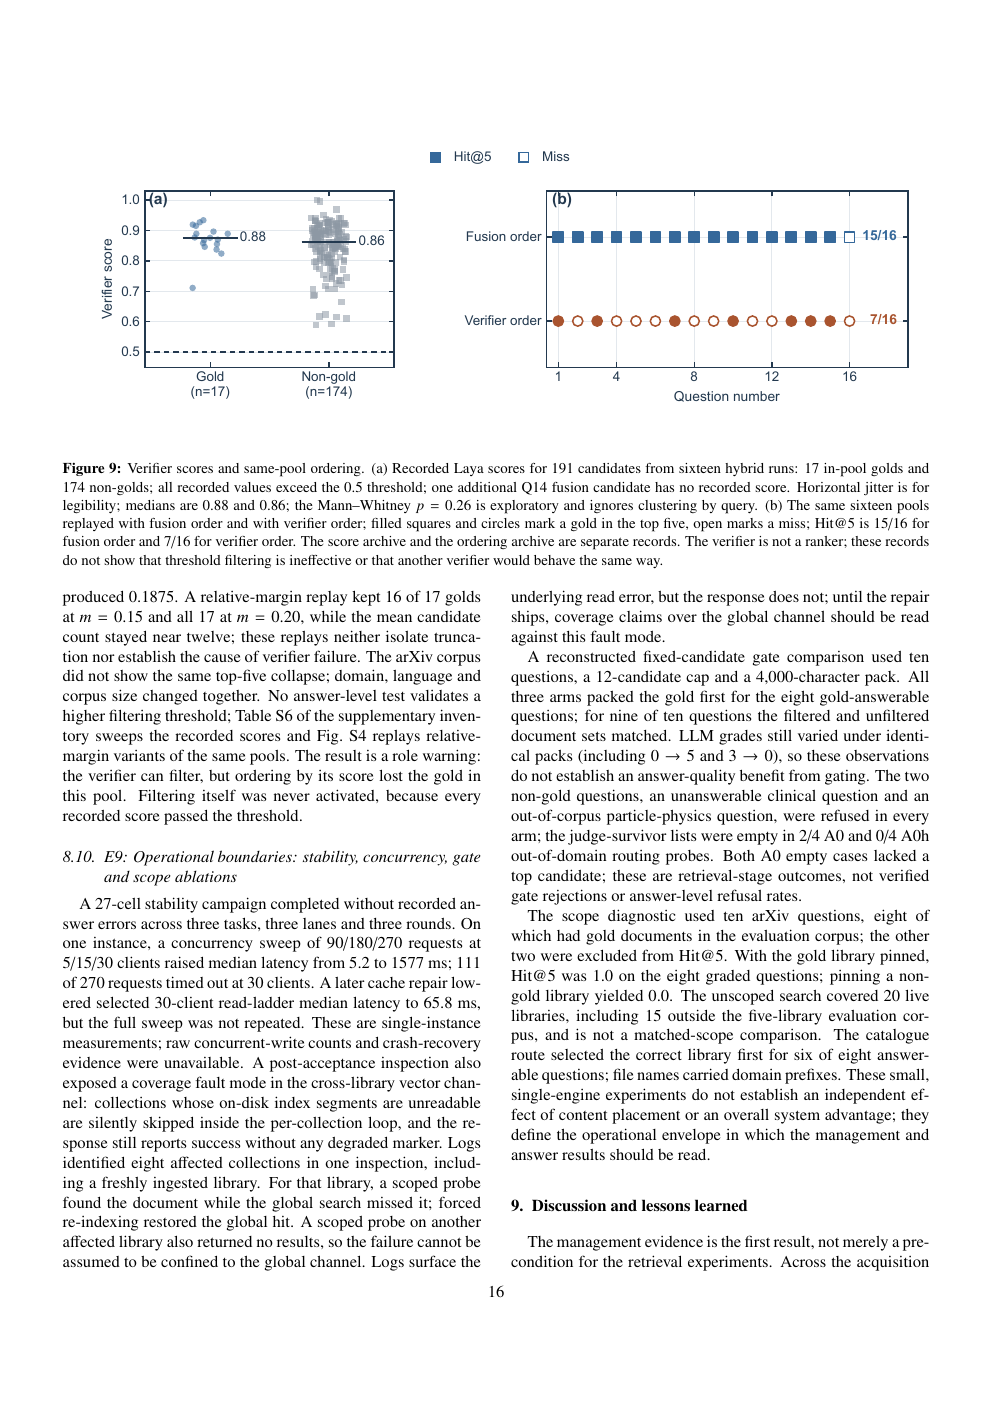 Hit@5 Miss
(a)
1.0
0.9
0.8
0.7
0.6
0.5
Verifier score
0.88
0.86
Gold
(n=17)
Non-gold
(n=174)
(b)
Fusion order
15/16
Verifier order
7/16
1 4 8 12 16
Question number
Figure 9: Verifier scores and same-pool ordering. (a) Recorded Laya scores for 191 candidates from sixteen hybrid runs: 17 in-pool golds and
174 non-golds; all recorded values exceed the 0.5 threshold; one additional Q14 fusion candidate has no recorded score. Horizontal jitter is for
legibility; medians are 0.88 and 0.86; the Mann–Whitney p = 0.26 is exploratory and ignores clustering by query. (b) The same sixteen pools
replayed with fusion order and with verifier order; filled squares and circles mark a gold in the top five, open marks a miss; Hit@5 is 15/16 for
fusion order and 7/16 for verifier order. The score archive and the ordering archive are separate records. The verifier is not a ranker; these records
do not show that threshold filtering is ineffective or that another verifier would behave the same way.
produced 0.1875. A relative-margin replay kept 16 of 17 golds
at m = 0.15 and all 17 at m = 0.20, while the mean candidate
count stayed near twelve; these replays neither isolate trunca-
tion nor establish the cause of verifier failure. The arXiv corpus
did not show the same top-five collapse; domain, language and
corpus size changed together. No answer-level test validates a
higher filtering threshold; Table S6 of the supplementary inven-
tory sweeps the recorded scores and Fig. S4 replays relative-
margin variants of the same pools. The result is a role warning:
the verifier can filter, but ordering by its score lost the gold in
this pool. Filtering itself was never activated, because every
recorded score passed the threshold.
8.10. E9: Operational boundaries: stability, concurrency, gate
and scope ablations
A 27-cell stability campaign completed without recorded an-
swer errors across three tasks, three lanes and three rounds. On
one instance, a concurrency sweep of 90/180/270 requests at
5/15/30 clients raised median latency from 5.2 to 1577 ms; 111
of 270 requests timed out at 30 clients. A later cache repair low-
ered selected 30-client read-ladder median latency to 65.8 ms,
but the full sweep was not repeated. These are single-instance
measurements; raw concurrent-write counts and crash-recovery
evidence were unavailable. A post-acceptance inspection also
exposed a coverage fault mode in the cross-library vector chan-
nel: collections whose on-disk index segments are unreadable
are silently skipped inside the per-collection loop, and the re-
sponse still reports success without any degraded marker. Logs
identified eight affected collections in one inspection, includ-
ing a freshly ingested library. For that library, a scoped probe
found the document while the global search missed it; forced
re-indexing restored the global hit. A scoped probe on another
affected library also returned no results, so the failure cannot be
assumed to be confined to the global channel. Logs surface the
underlying read error, but the response does not; until the repair
ships, coverage claims over the global channel should be read
against this fault mode.
A reconstructed fixed-candidate gate comparison used ten
questions, a 12-candidate cap and a 4,000-character pack. All
three arms packed the gold first for the eight gold-answerable
questions; for nine of ten questions the filtered and unfiltered
document sets matched. LLM grades still varied under identi-
cal packs (including 0 → 5 and 3 → 0), so these observations
do not establish an answer-quality benefit from gating. The two
non-gold questions, an unanswerable clinical question and an
out-of-corpus particle-physics question, were refused in every
arm; the judge-survivor lists were empty in 2/4 A0 and 0/4 A0h
out-of-domain routing probes. Both A0 empty cases lacked a
top candidate; these are retrieval-stage outcomes, not verified
gate rejections or answer-level refusal rates.
The scope diagnostic used ten arXiv questions, eight of
which had gold documents in the evaluation corpus; the other
two were excluded from Hit@5. With the gold library pinned,
Hit@5 was 1.0 on the eight graded questions; pinning a non-
gold library yielded 0.0. The unscoped search covered 20 live
libraries, including 15 outside the five-library evaluation cor-
pus, and is not a matched-scope comparison. The catalogue
route selected the correct library first for six of eight answer-
able questions; file names carried domain prefixes. These small,
single-engine experiments do not establish an independent ef-
fect of content placement or an overall system advantage; they
define the operational envelope in which the management and
answer results should be read.
9. Discussion and lessons learned
The management evidence is the first result, not merely a pre-
condition for the retrieval experiments. Across the acquisition
16